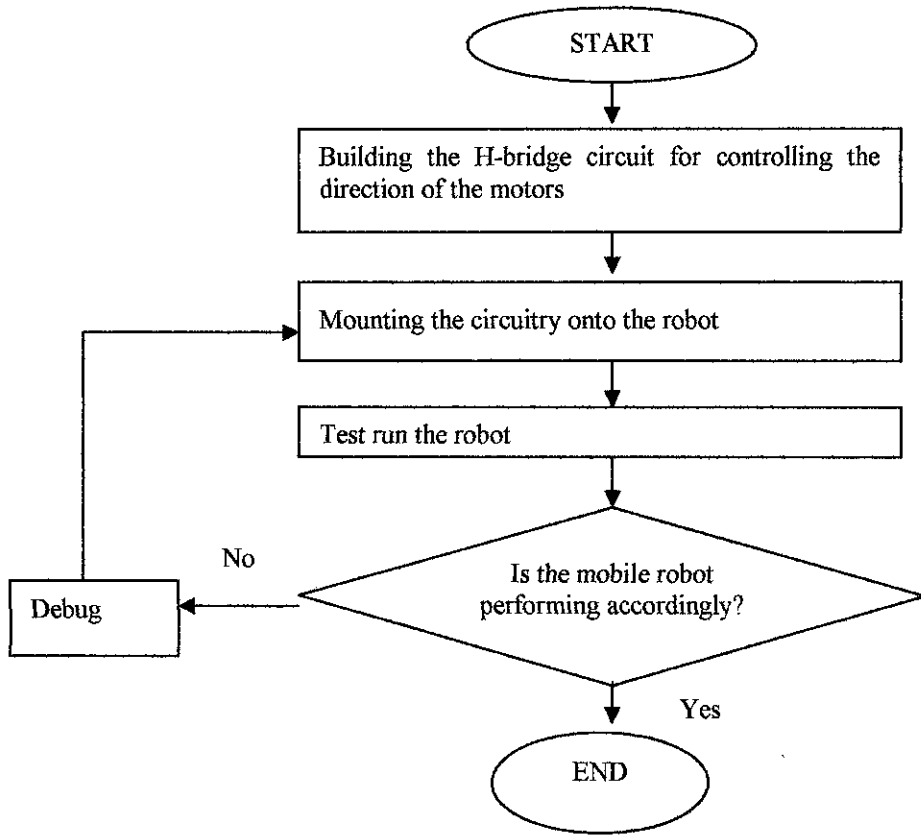 START
Building the H-bridge circuit for controlling the
direction of the motors
Mounting the circuitry onto the robot
Test run the robot
Is the mobile robot
performing accordingly?
No
Debug
Yes
END